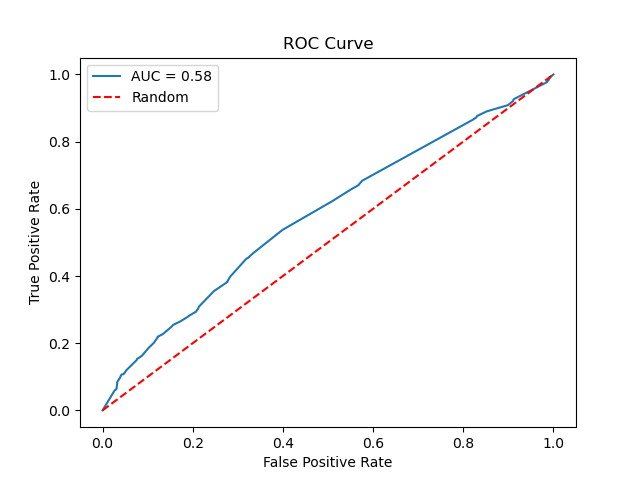 ROC Curve
AUC = 0.58
Random
True Positive Rate
1.0
0.8
0.6
0.4
0.2
0.0
0.0 0.2 0.4 0.6 0.8 1.0
False Positive Rate